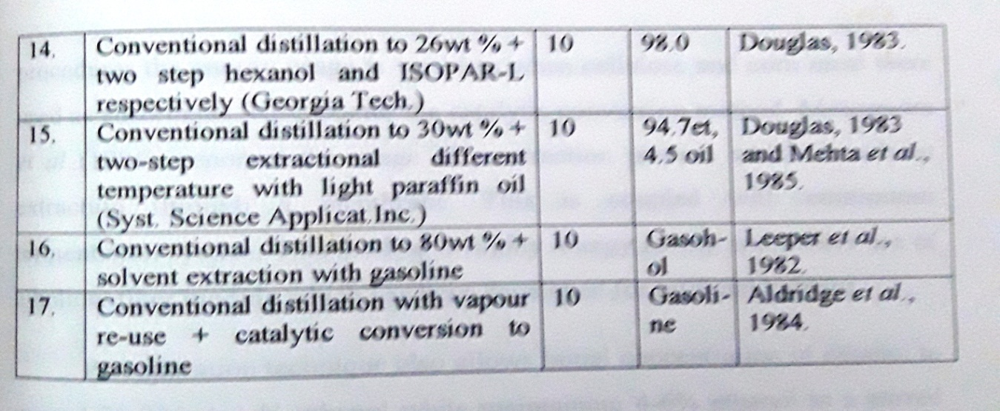 14. Conventional distillation to 26wt % + 10 98.0 Douglas, 1983.
two step hexanol and ISOPAR-L
respectively (Georgia Tech.)
15. Conventional distillation to 30wt % + 10 94.7et, Douglas, 1983
two-step extractional different 4.5 oil and Mehta et al.,
temperature with light paraffin oil 1985.
(Syst. Science Applicat.Inc.)
16. Conventional distillation to 80wt % + 10 Gasoh- Leeper et al.,
solvent extraction with gasoline ol 1982.
17. Conventional distillation with vapour 10 Gasoli- Aldridge et al.,
re-use + catalytic conversion to ne 1984.
gasoline